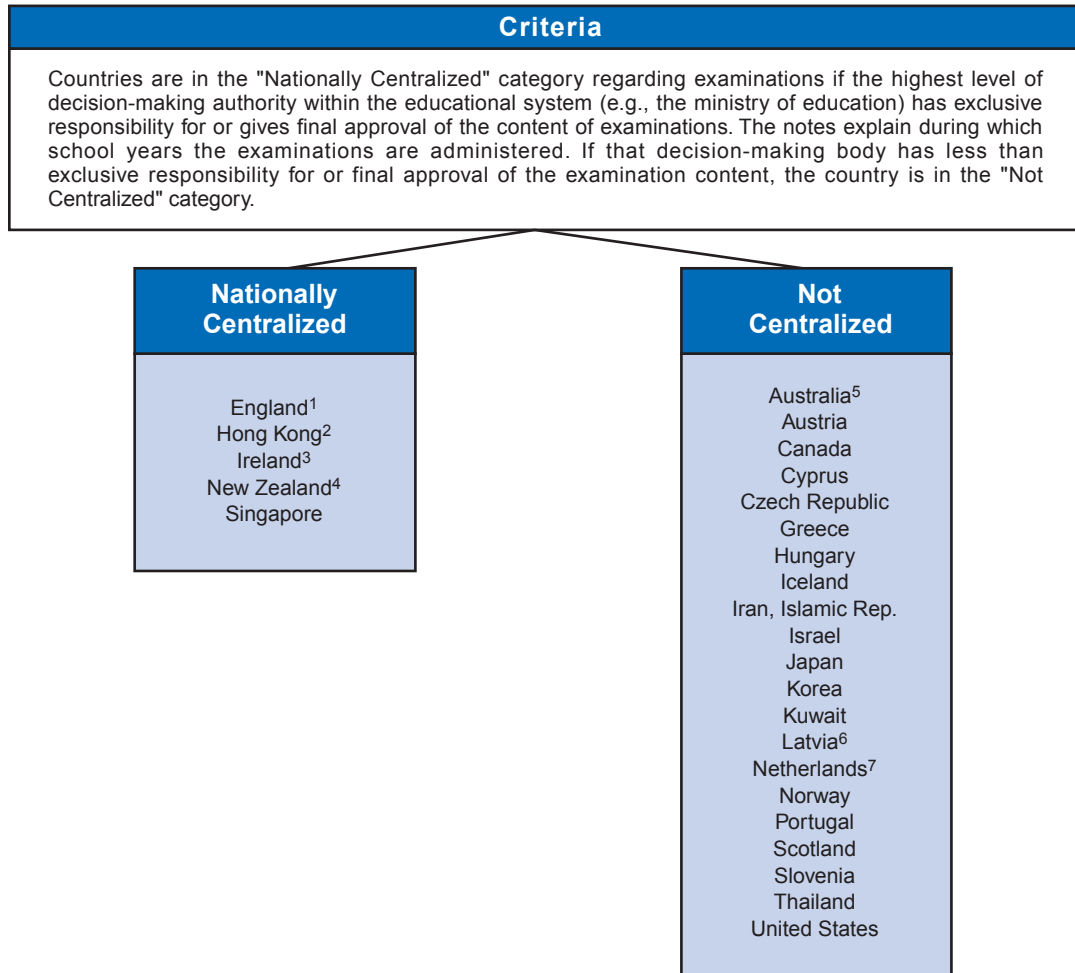 Criteria
Countries are in the "Nationally Centralized" category regarding examinations if the highest level of
decision-making authority within the educational system (e.g., the ministry of education) has exclusive
responsibility for or gives final approval of the content of examinations. The notes explain during which
school years the examinations are administered. If that decision-making body has less than
exclusive responsibility for or final approval of the examination content, the country is in the "Not
Centralized" category.
Nationally
Centralized
England¹
Hong Kong²
Ireland³
New Zealand⁴
Singapore
Not
Centralized
Australia⁵
Austria
Canada
Cyprus
Czech Republic
Greece
Hungary
Iceland
Iran, Islamic Rep.
Israel
Japan
Korea
Kuwait
Latvia⁶
Netherlands⁷
Norway
Portugal
Scotland
Slovenia
Thailand
United States